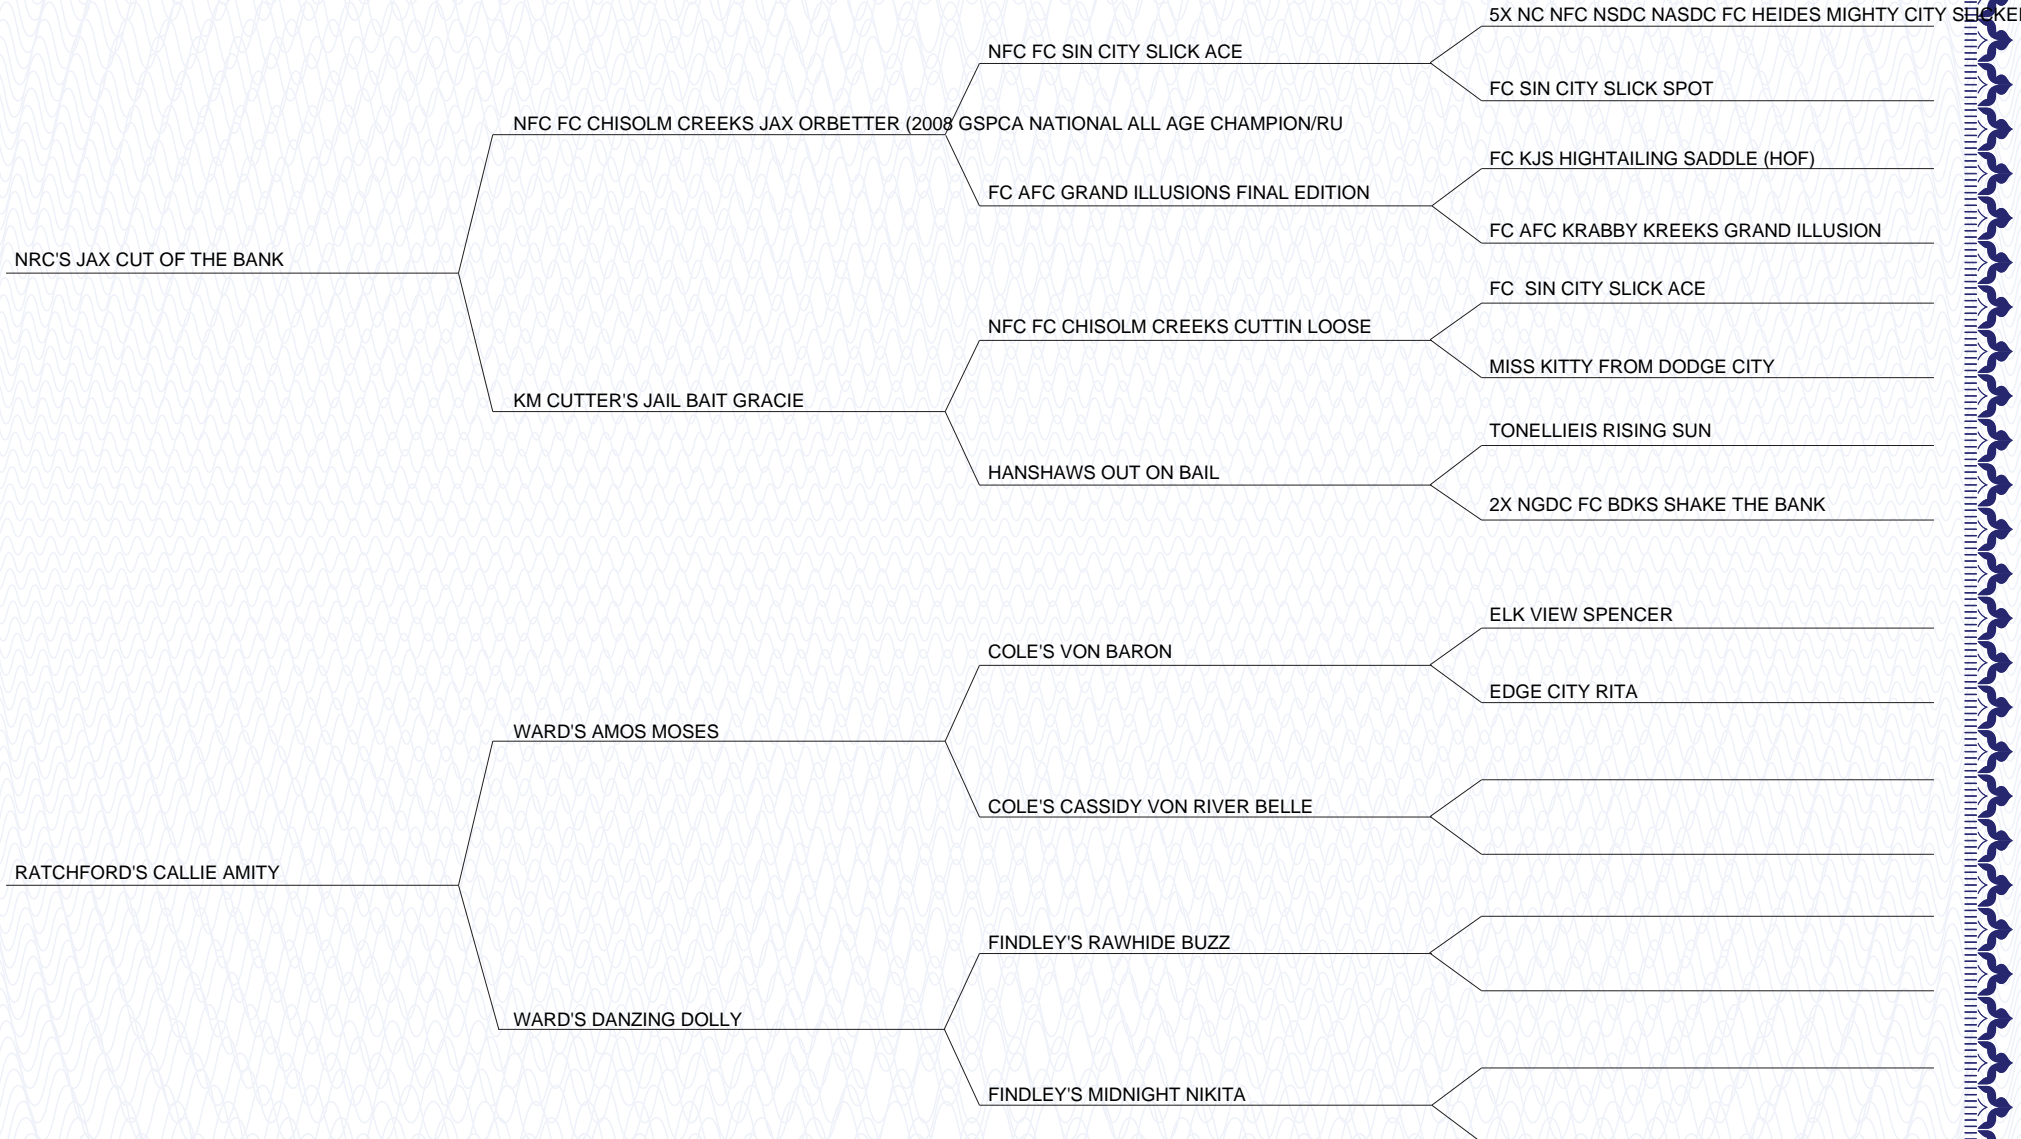 5X NC NFC NSDC NASDC FC HEIDES MIGHTY CITY SLICKER
NFC FC SIN CITY SLICK ACE
FC SIN CITY SLICK SPOT
NFC FC CHISOLM CREEKS JAX ORBETTER (2008 GSPCA NATIONAL ALL AGE CHAMPION/RU
FC KJS HIGHTAILING SADDLE (HOF)
FC AFC GRAND ILLUSIONS FINAL EDITION
FC AFC KRABBY KREEKS GRAND ILLUSION
NRC'S JAX CUT OF THE BANK
FC SIN CITY SLICK ACE
NFC FC CHISOLM CREEKS CUTTIN LOOSE
MISS KITTY FROM DODGE CITY
KM CUTTER'S JAIL BAIT GRACIE
TONELLIEIS RISING SUN
HANSHAWS OUT ON BAIL
2X NGDC FC BDKS SHAKE THE BANK
ELK VIEW SPENCER
COLE'S VON BARON
EDGE CITY RITA
WARD'S AMOS MOSES
COLE'S CASSIDY VON RIVER BELLE
RATCHFORD'S CALLIE AMITY
FINDLEY'S RAWHIDE BUZZ
WARD'S DANZING DOLLY
FINDLEY'S MIDNIGHT NIKITA